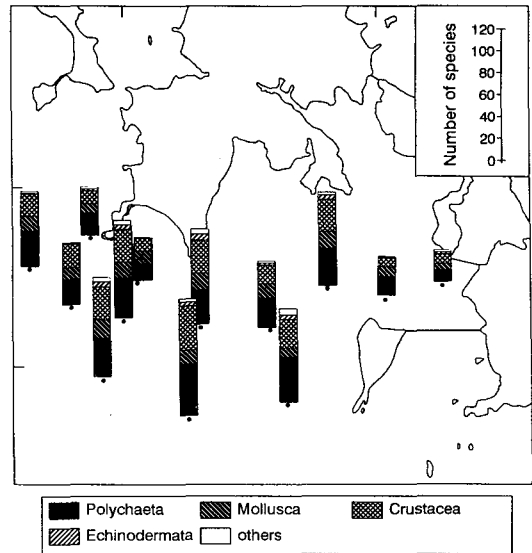 Number of species
120
100
80
60
40
20
0
Polychaeta Mollusca Crustacea
Echinodermata others